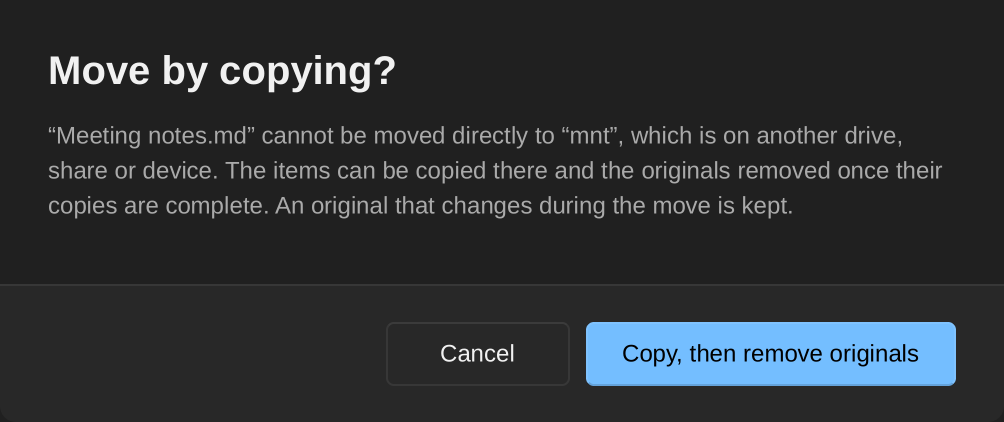 Move by copying?
“Meeting notes.md” cannot be moved directly to “mnt”, which is on another drive,
share or device. The items can be copied there and the originals removed once their
copies are complete. An original that changes during the move is kept.
Cancel
Copy, then remove originals